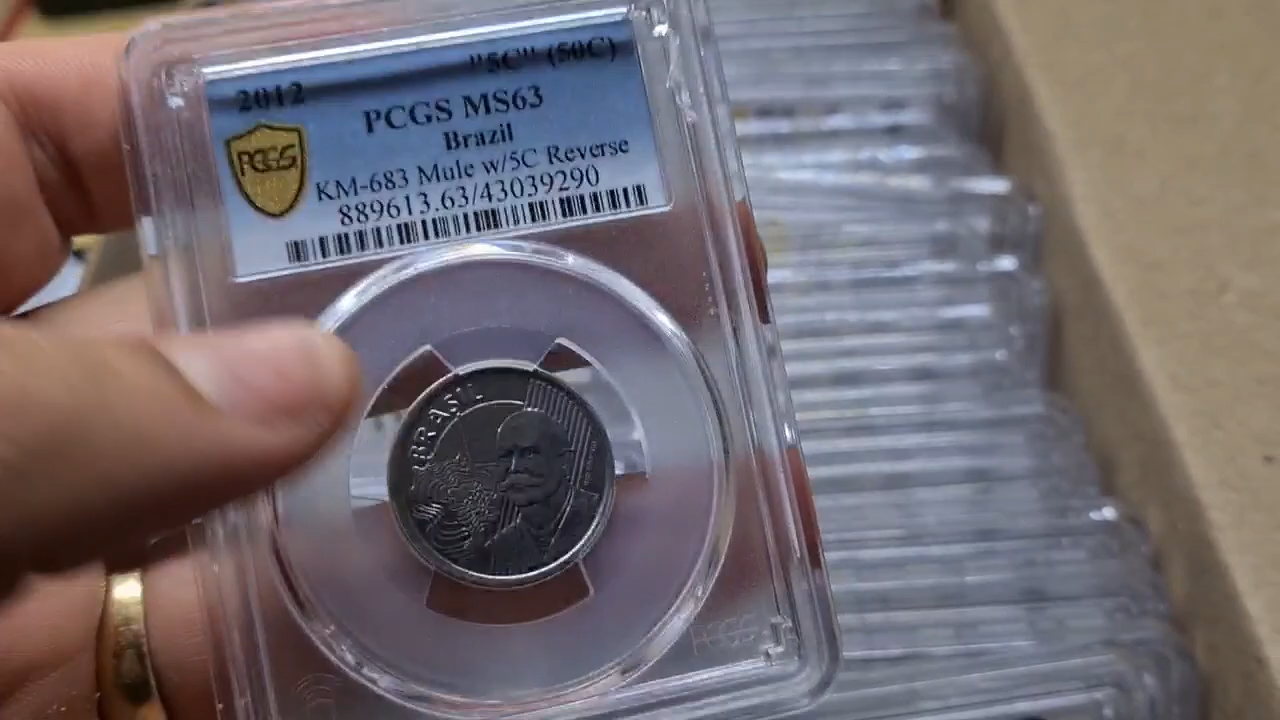 2012 "5C" (50C)
PCGS MS63
Brazil
PCGS
KM-683 Mule w/5C Reverse
889613.63/43039290
BRASIL
PCGS